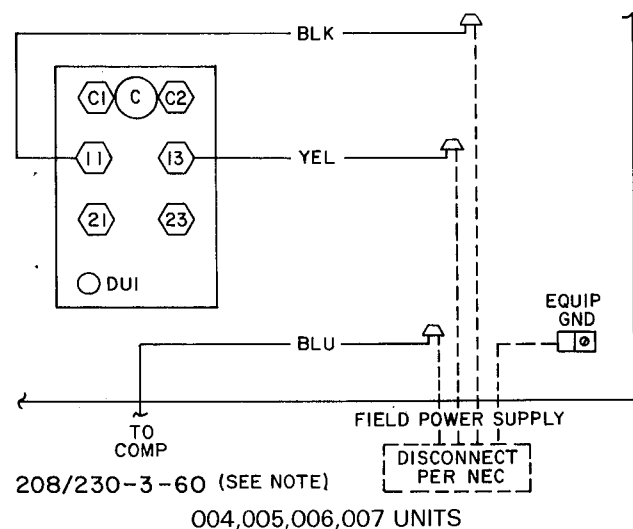 BLK
C1 C C2
11 13 YEL
21 23
DU1
EQUIP
GND
BLU
TO
COMP
FIELD POWER SUPPLY
DISCONNECT
PER NEC
208/230-3-60 (SEE NOTE)
004,005,006,007 UNITS